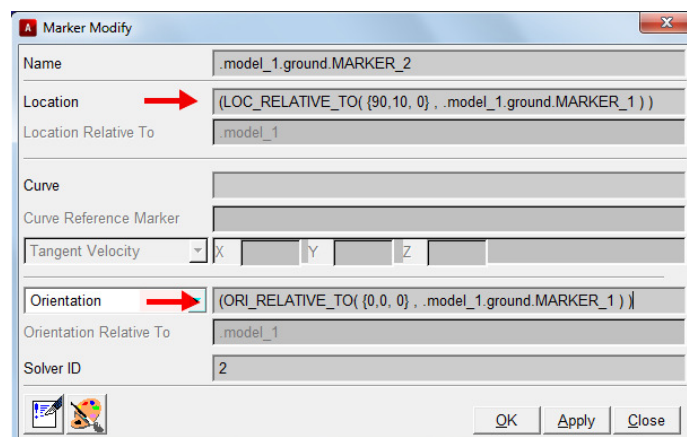 A Marker Modify
Name .model_1.ground.MARKER_2
Location (LOC_RELATIVE_TO( {90,10, 0} , .model_1.ground.MARKER_1 ) )
Location Relative To .model_1
Curve
Curve Reference Marker
Tangent Velocity X Y Z
Orientation (ORI_RELATIVE_TO( {0,0, 0} , .model_1.ground.MARKER_1 ) )
Orientation Relative To .model_1
Solver ID 2
OK Apply Close